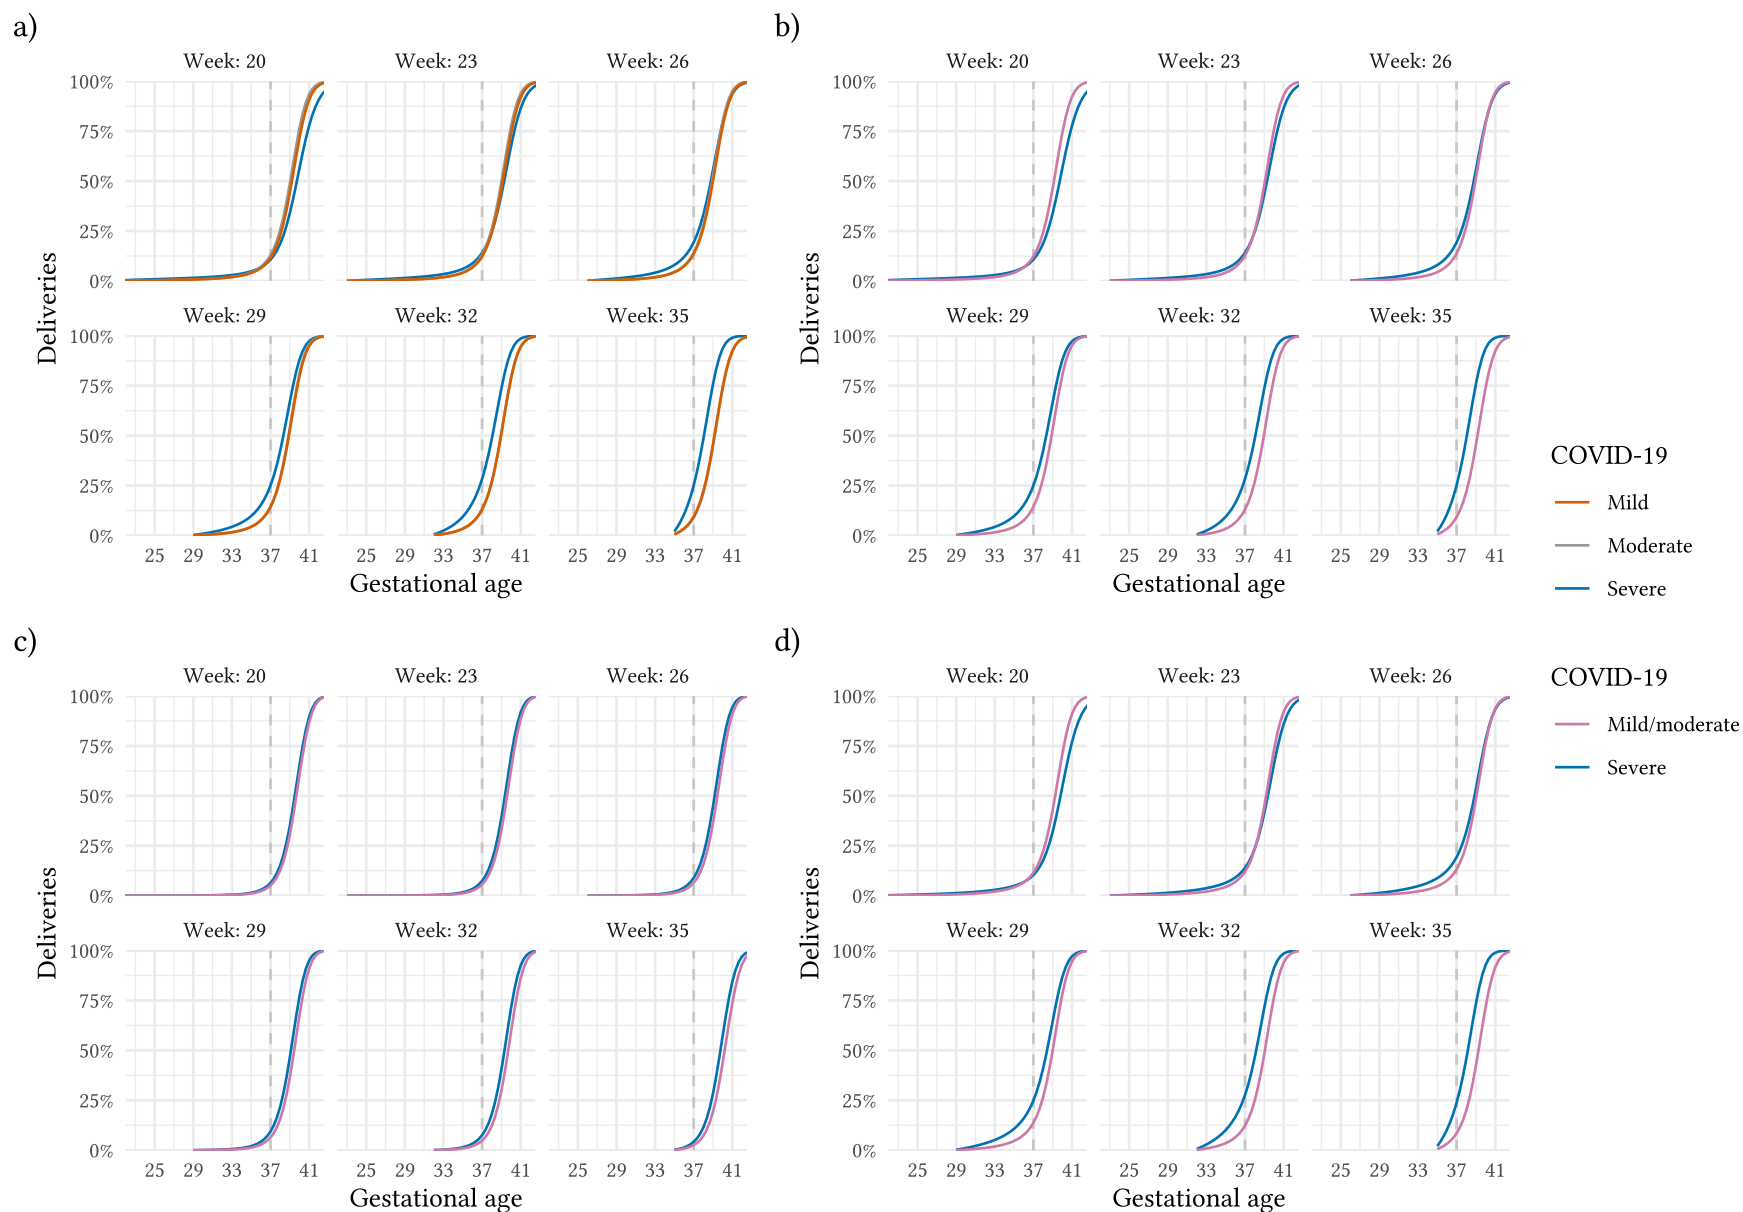 a)
Week: 20 Week: 23 Week: 26
100%
75%
50%
25%
0%
Week: 29 Week: 32 Week: 35
100%
75%
50%
25%
0%
25 29 33 37 41 25 29 33 37 41 25 29 33 37 41
Deliveries
Gestational age
b)
Week: 20 Week: 23 Week: 26
100%
75%
50%
25%
0%
Week: 29 Week: 32 Week: 35
100%
75%
50%
25%
0%
25 29 33 37 41 25 29 33 37 41 25 29 33 37 41
Deliveries
Gestational age
COVID-19
Mild
Moderate
Severe
c)
Week: 20 Week: 23 Week: 26
100%
75%
50%
25%
0%
Week: 29 Week: 32 Week: 35
100%
75%
50%
25%
0%
25 29 33 37 41 25 29 33 37 41 25 29 33 37 41
Deliveries
Gestational age
d)
Week: 20 Week: 23 Week: 26
100%
75%
50%
25%
0%
Week: 29 Week: 32 Week: 35
100%
75%
50%
25%
0%
25 29 33 37 41 25 29 33 37 41 25 29 33 37 41
Deliveries
Gestational age
COVID-19
Mild/moderate
Severe